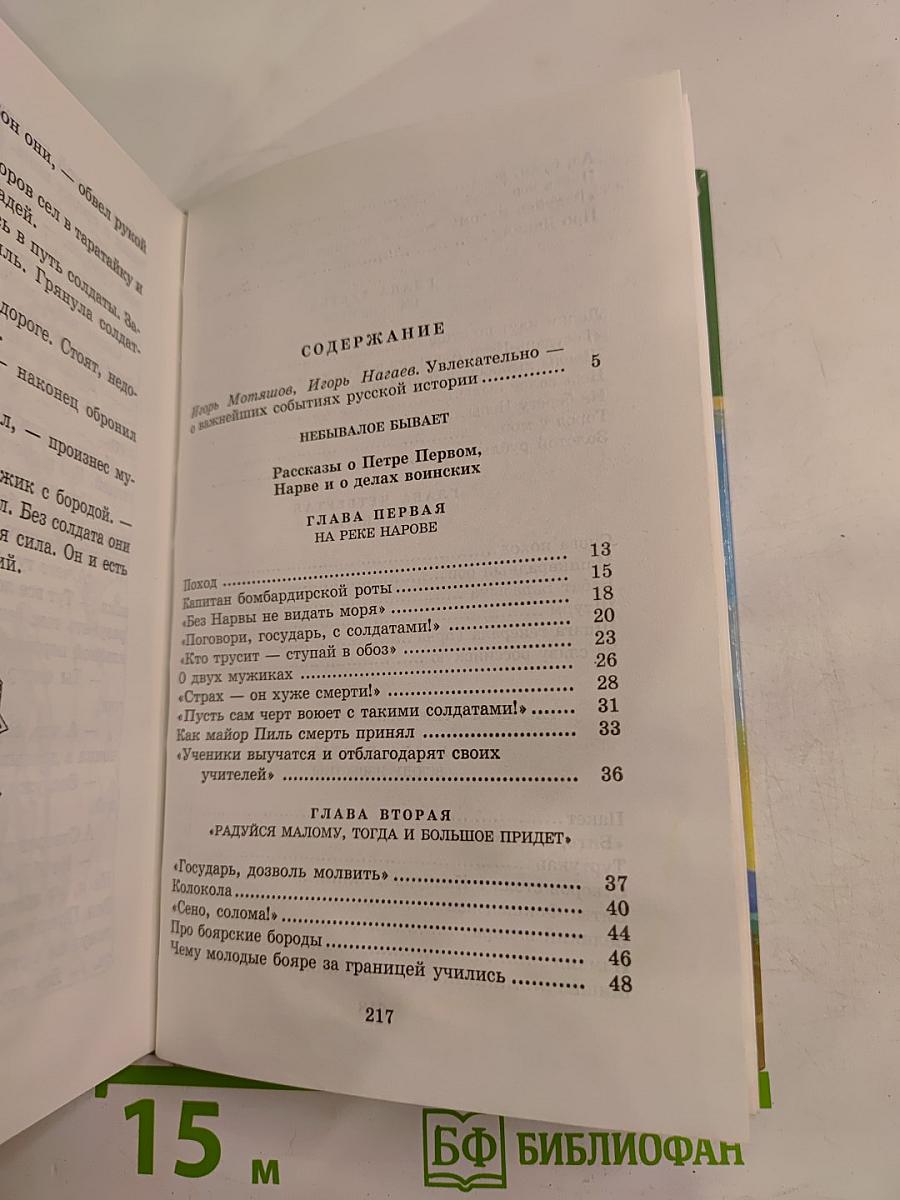 он они, — обвел рукой
оров сел в таратайку и
адей.
сь в путь солдаты. За-
ль. Грянула солдат-
дороге. Стоят, недо-
— наконец обронил
л, — произнес му-
жик с бородой. —
л. Без солдата они
я сила. Он и есть
ий.
СОДЕРЖАНИЕ
Игорь Мотяшов, Игорь Нагаев. Увлекательно —
о важнейших событиях русской истории ............. 5
НЕБЫВАЛОЕ БЫВАЕТ
Рассказы о Петре Первом,
Нарве и о делах воинских
ГЛАВА ПЕРВАЯ
НА РЕКЕ НАРОВЕ
Поход ..................................................... 13
Капитан бомбардирской роты ........................... 15
«Без Нарвы не видать моря» ........................... 18
«Поговори, государь, с солдатами!» .................. 20
«Кто трусит — ступай в обоз» ......................... 23
О двух мужиках ........................................... 26
«Страх — он хуже смерти!» ............................ 28
«Пусть сам черт воюет с такими солдатами!» ....... 31
Как майор Пиль смерть принял ....................... 33
«Ученики выучатся и отблагодарят своих
учителей» ................................................. 36
ГЛАВА ВТОРАЯ
«РАДУЙСЯ МАЛОМУ, ТОГДА И БОЛЬШОЕ ПРИДЕТ»
«Государь, дозволь молвить» ........................... 37
Колокола ................................................... 40
«Сено, солома!» ........................................... 44
Про боярские бороды .................................... 46
Чему молодые бояре за границей учились ........... 48
217
15 м
БФ БИБЛИОФАН